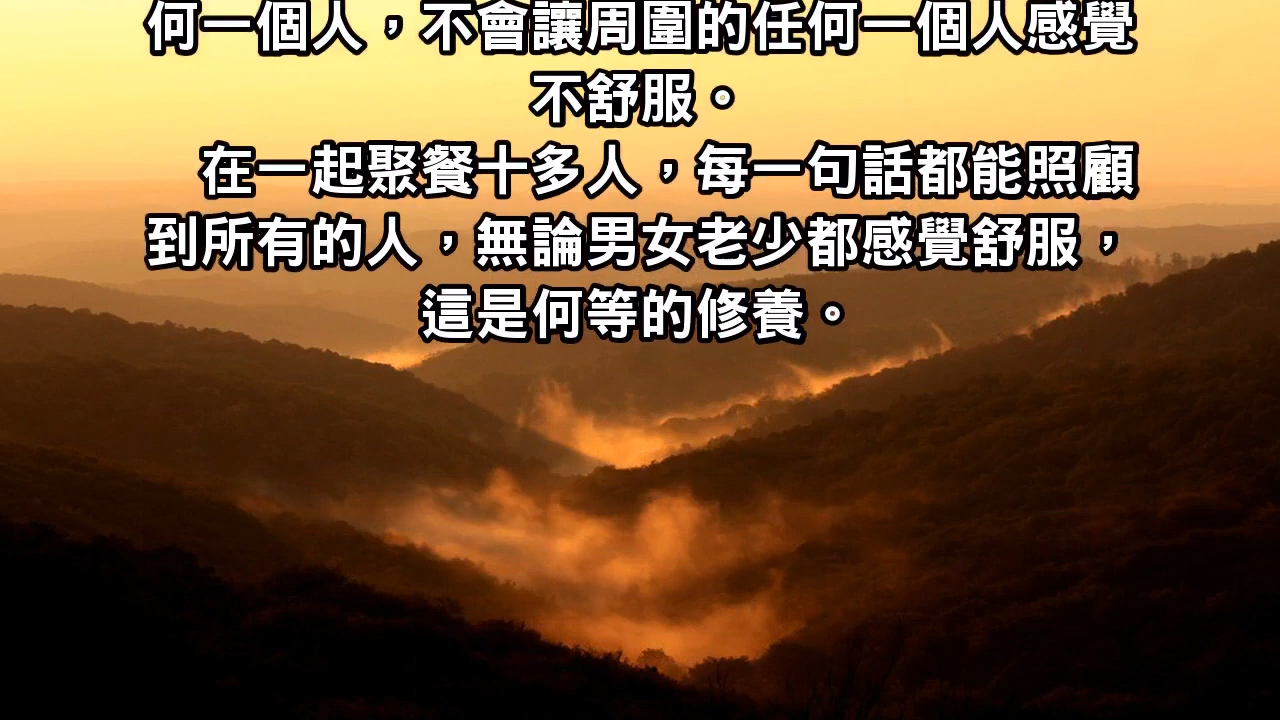 何一個人，不會讓周圍的任何一個人感覺
不舒服。
在一起聚餐十多人，每一句話都能照顧
到所有的人，無論男女老少都感覺舒服，
這是何等的修養。